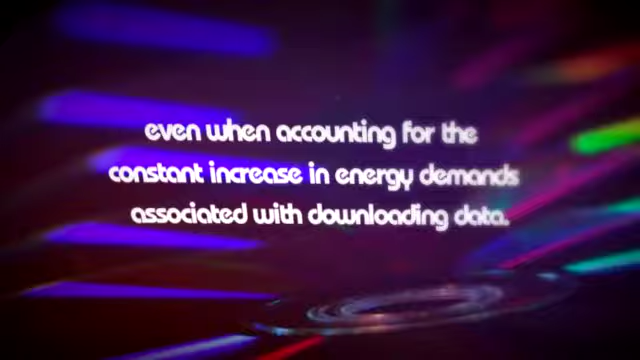 even when accounting for the
constant increase in energy demands
associated with downloading data.